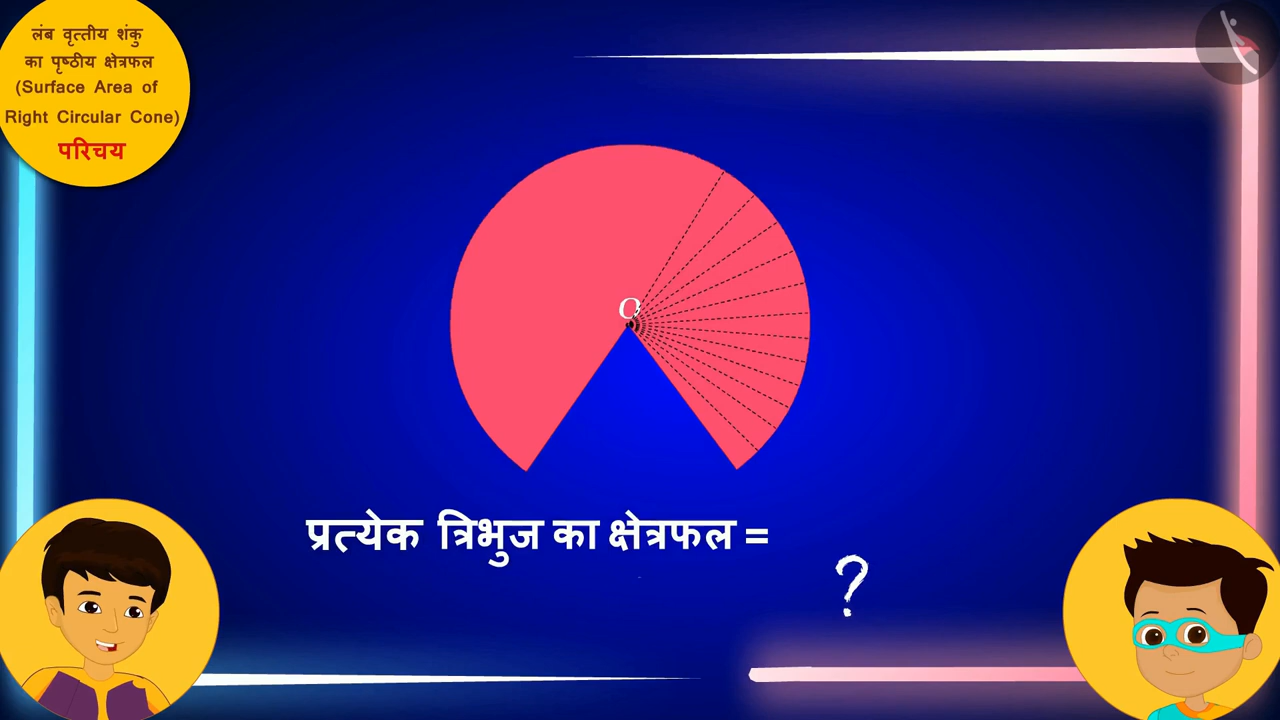 लंब वृत्तीय शंकु
का पृष्ठीय क्षेत्रफल
(Surface Area of
Right Circular Cone)
परिचय
O
प्रत्येक त्रिभुज का क्षेत्रफल =
?